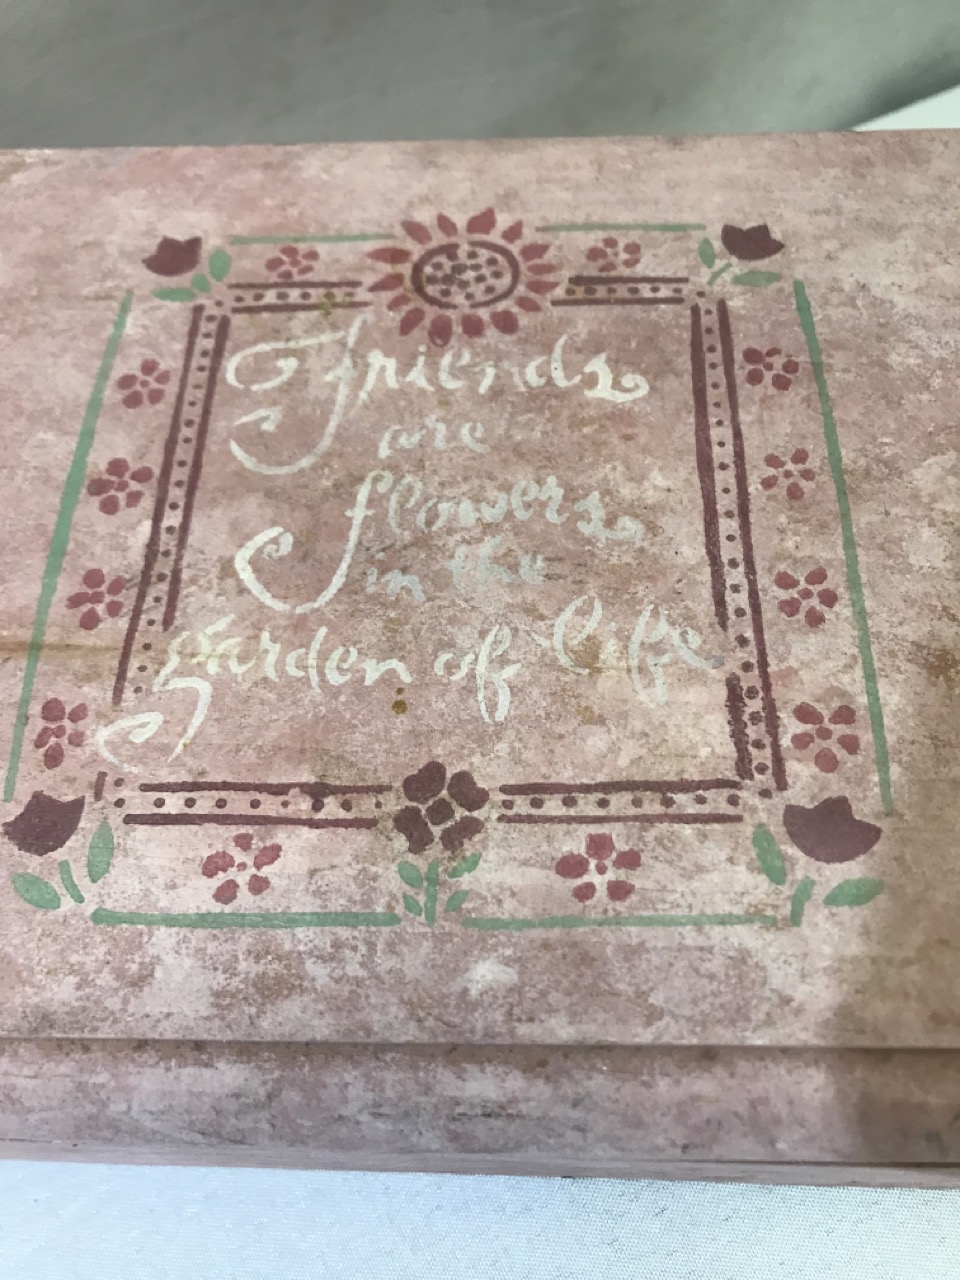 Friends
are
flowers
in the
garden of life